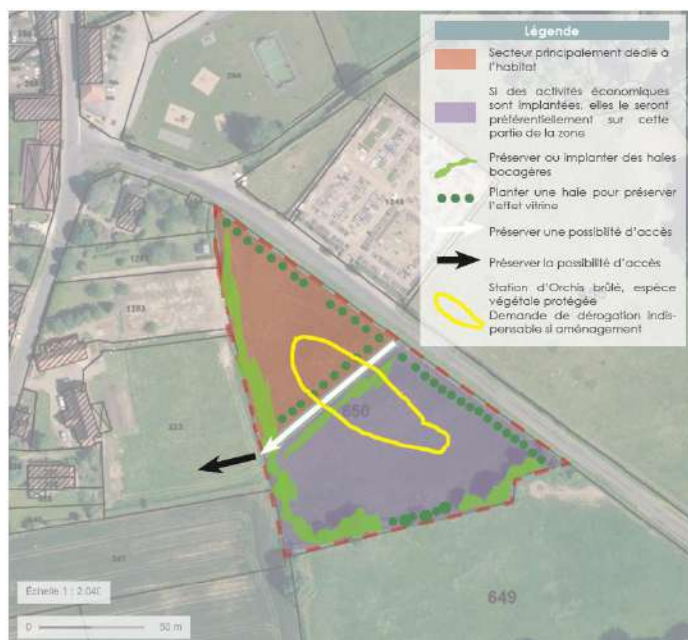 Légende
Secteur principalement dédié à
l'habitat
Si des activités économiques
sont implantées, elles le seront
préférentiellement sur cette
partie de la zone
Préserver ou implanter des haies
bocagères
Planter une haie pour préserver
l'effet vitrine
Préserver une possibilité d'accès
Préserver la possibilité d'accès
Station d'Orchis brûlé, espèce
végétale protégée
Demande de dérogation indis-
pensable si aménagement
650
649
Échelle 1 : 2 040
0
50 m